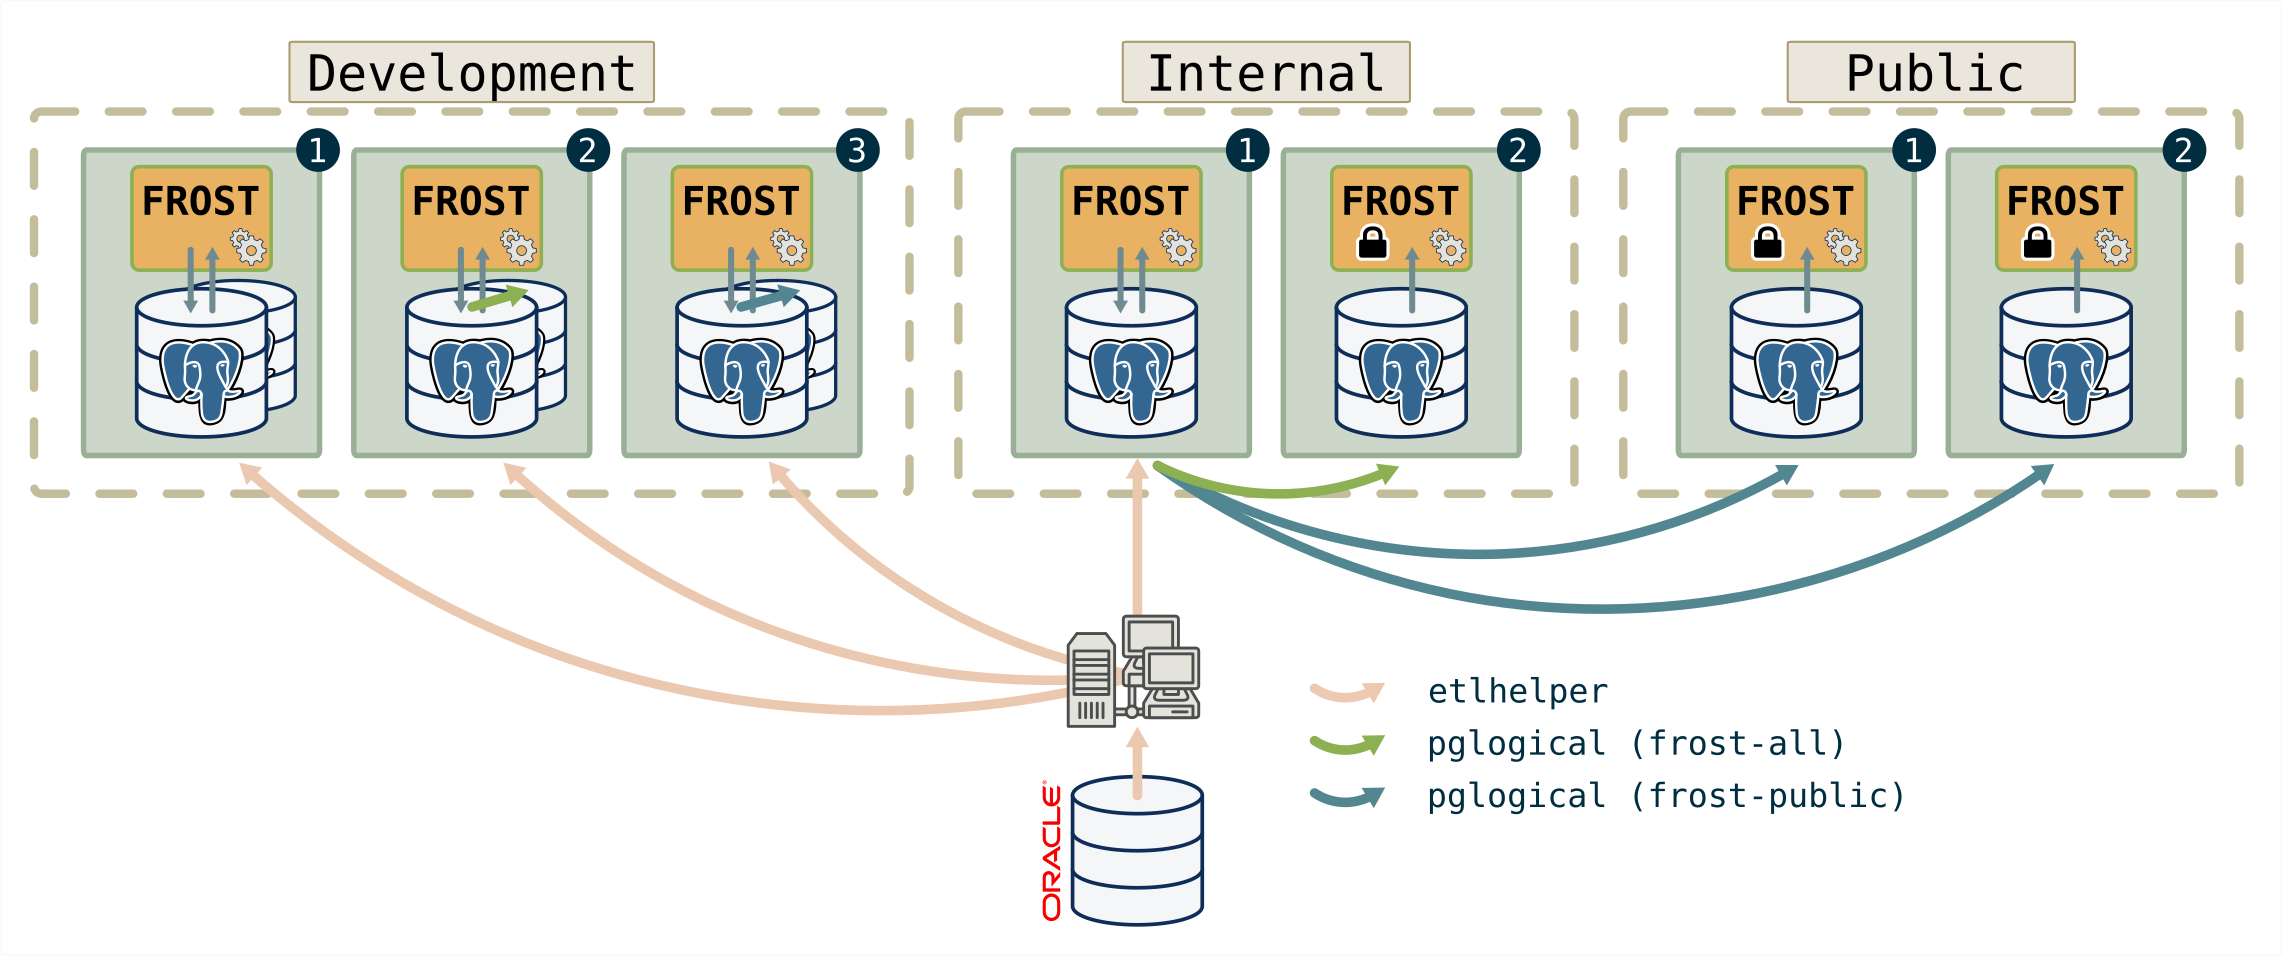 Development
Internal
Public
1
2
3
1
2
1
2
FROST
FROST
FROST
FROST
FROST
FROST
FROST
etlhelper
pglogical (frost-all)
pglogical (frost-public)
ORACLE